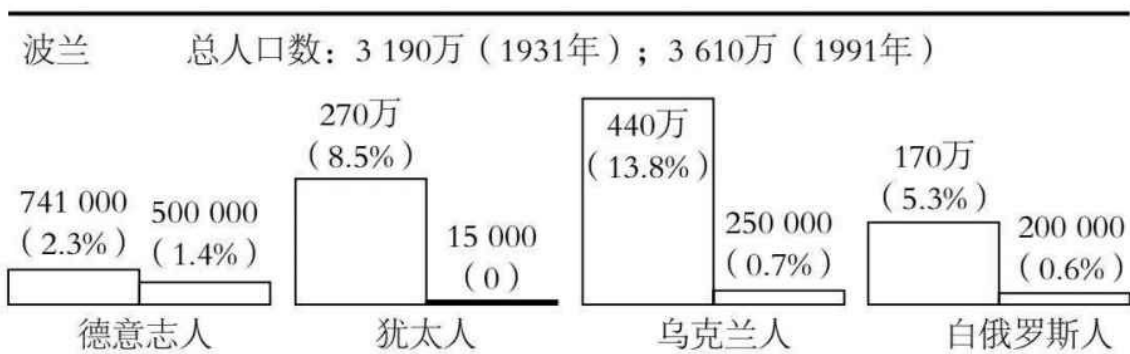 波兰 总人口数：3 190万（1931年）；3 610万（1991年）
741 000
（2.3%）
500 000
（1.4%）
德意志人
270万
（8.5%）
15 000
（0）
犹太人
440万
（13.8%）
250 000
（0.7%）
乌克兰人
170万
（5.3%）
200 000
（0.6%）
白俄罗斯人